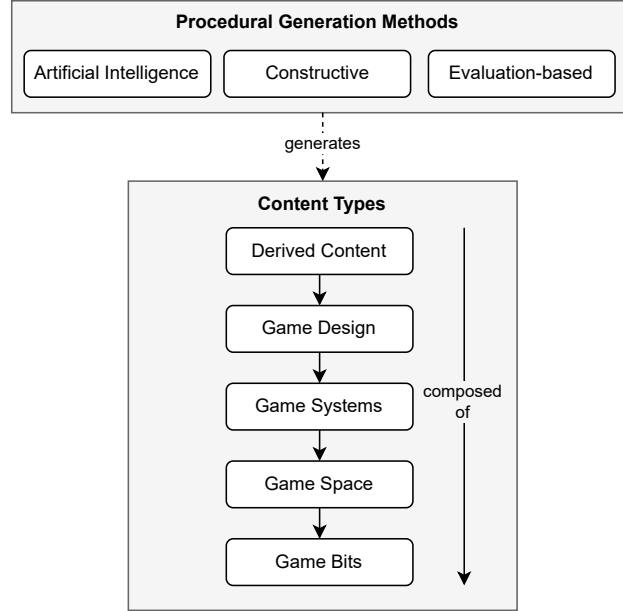 Procedural Generation Methods
Artificial Intelligence
Constructive
Evaluation-based
generates
Content Types
Derived Content
Game Design
Game Systems
composed
of
Game Space
Game Bits